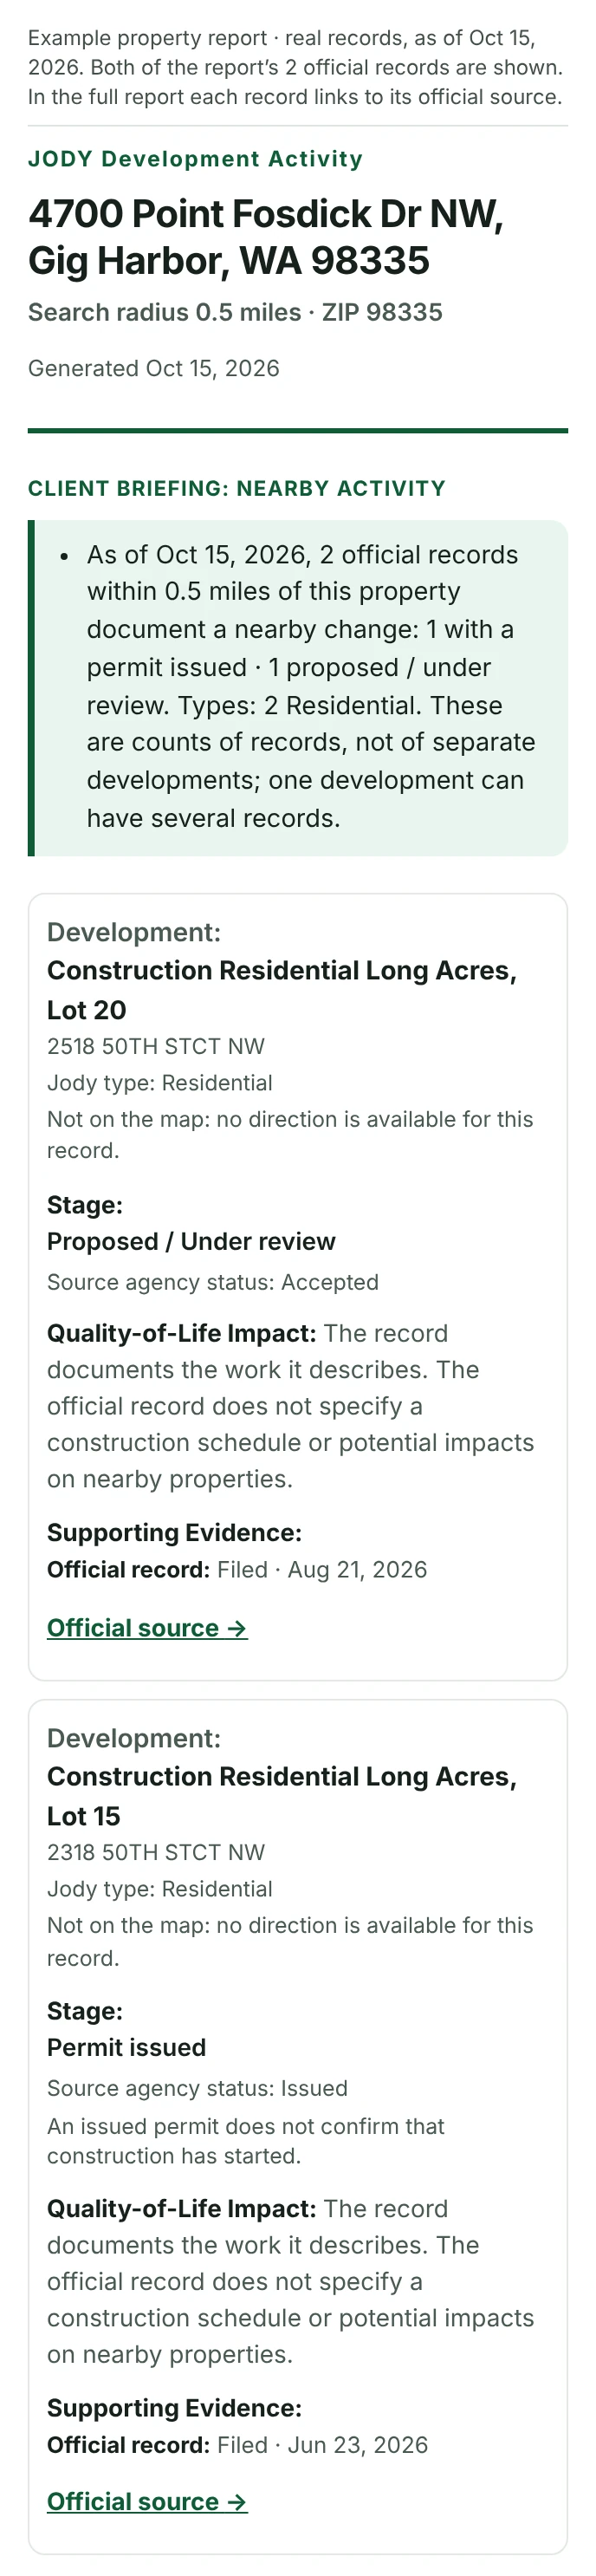 Example property report · real records, as of Oct 15,
2026. Both of the report’s 2 official records are shown.
In the full report each record links to its official source.
JODY Development Activity
4700 Point Fosdick Dr NW,
Gig Harbor, WA 98335
Search radius 0.5 miles · ZIP 98335
Generated Oct 15, 2026
CLIENT BRIEFING: NEARBY ACTIVITY
• As of Oct 15, 2026, 2 official records
within 0.5 miles of this property
document a nearby change: 1 with a
permit issued · 1 proposed / under
review. Types: 2 Residential. These
are counts of records, not of separate
developments; one development can
have several records.
Development:
Construction Residential Long Acres,
Lot 20
2518 50TH STCT NW
Jody type: Residential
Not on the map: no direction is available for this
record.
Stage:
Proposed / Under review
Source agency status: Accepted
Quality-of-Life Impact: The record
documents the work it describes. The
official record does not specify a
construction schedule or potential impacts
on nearby properties.
Supporting Evidence:
Official record: Filed · Aug 21, 2026
Official source →
Development:
Construction Residential Long Acres,
Lot 15
2318 50TH STCT NW
Jody type: Residential
Not on the map: no direction is available for this
record.
Stage:
Permit issued
Source agency status: Issued
An issued permit does not confirm that
construction has started.
Quality-of-Life Impact: The record
documents the work it describes. The
official record does not specify a
construction schedule or potential impacts
on nearby properties.
Supporting Evidence:
Official record: Filed · Jun 23, 2026
Official source →